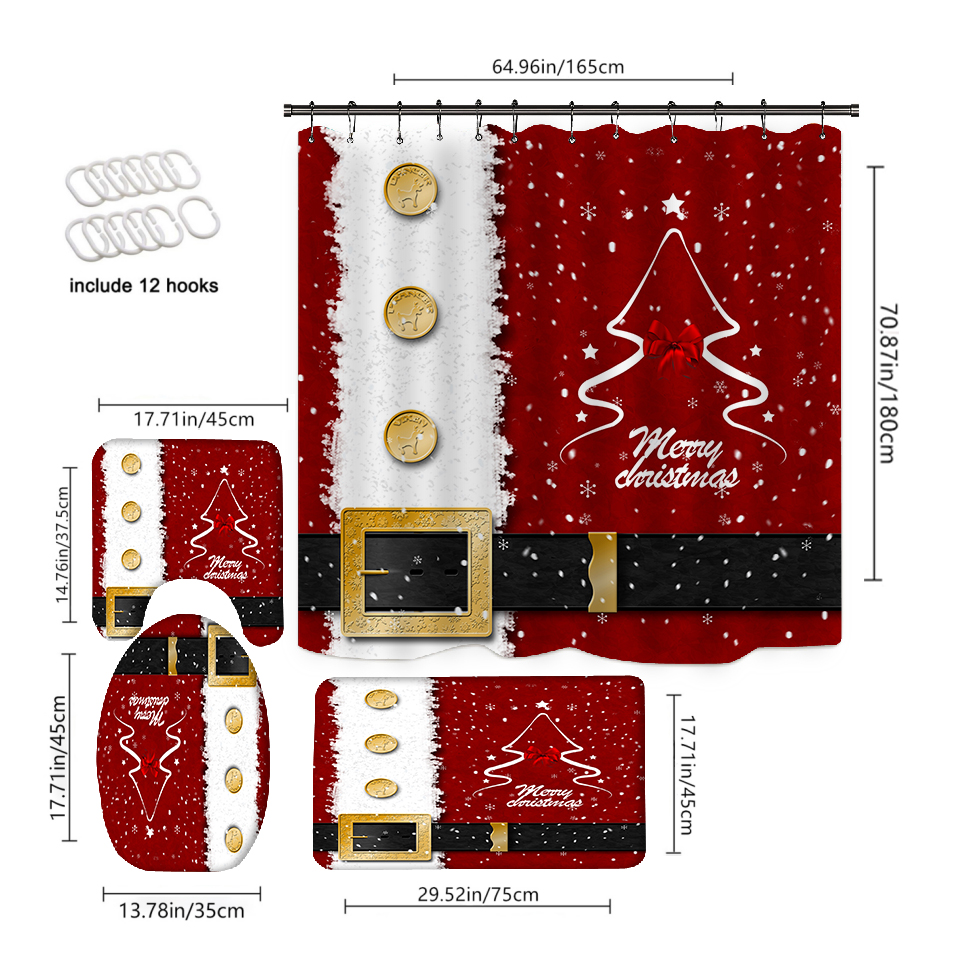 64.96in/165cm
include 12 hooks
70.87in/180cm
Merry
christmas
VIXEN
17.71in/45cm
14.76in/37.5cm
Merry
christmas
17.71in/45cm
Merry
christmas
13.78in/35cm
Merry
christmas
17.71in/45cm
29.52in/75cm